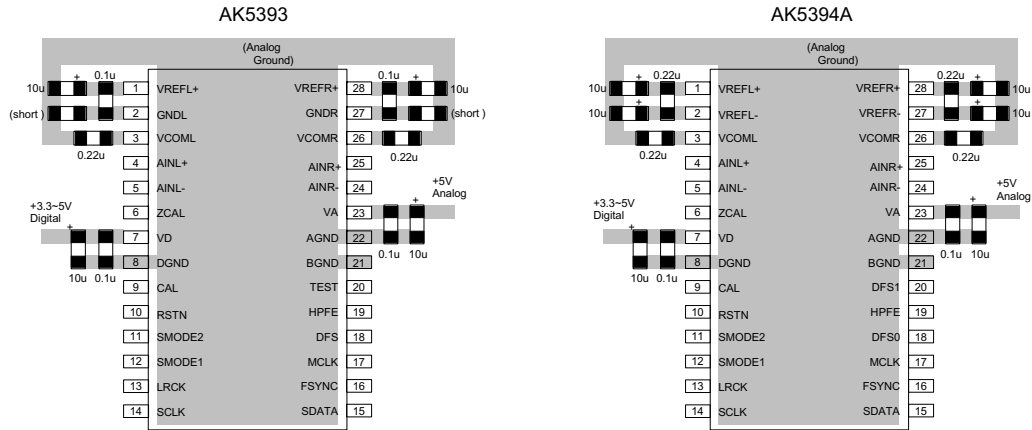 AK5393
(Analog
Ground)
10u
+
0.1u
0.1u
+
10u
1 VREFL+ VREFR+ 28
(short )
2 GNDL GNDR 27
(short)
3 VCOML VCOMR 26
0.22u
0.22u
4 AINL+ AINR+ 25
5 AINL- AINR- 24
+5V
Analog
+3.3~5V
Digital
6 ZCAL VA 23
+
+
7 VD AGND 22
0.1u 10u
8 DGND BGND 21
10u 0.1u
9 CAL TEST 20
10 RSTN HPFE 19
11 SMODE2 DFS 18
12 SMODE1 MCLK 17
13 LRCK FSYNC 16
14 SCLK SDATA 15
AK5394A
(Analog
Ground)
10u
+
0.22u
0.22u
+
10u
1 VREFL+ VREFR+ 28
10u
+
+
10u
2 VREFL- VREFR- 27
3 VCOML VCOMR 26
0.22u
0.22u
4 AINL+ AINR+ 25
5 AINL- AINR- 24
+5V
Analog
+3.3~5V
Digital
6 ZCAL VA 23
+
+
7 VD AGND 22
0.1u 10u
8 DGND BGND 21
10u 0.1u
9 CAL DFS1 20
10 RSTN HPFE 19
11 SMODE2 DFS0 18
12 SMODE1 MCLK 17
13 LRCK FSYNC 16
14 SCLK SDATA 15